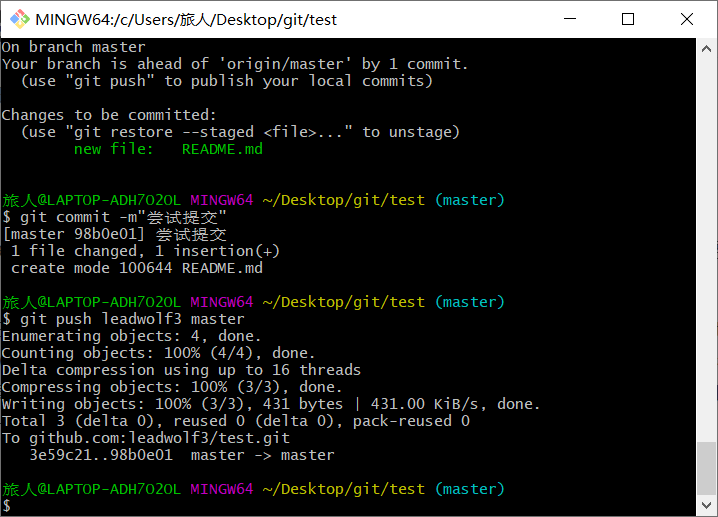 MINGW64:/c/Users/旅人/Desktop/git/test
On branch master
Your branch is ahead of 'origin/master' by 1 commit.
  (use "git push" to publish your local commits)
Changes to be committed:
  (use "git restore --staged <file>..." to unstage)
        new file:   README.md
旅人@LAPTOP-ADH7O2OL MINGW64 ~/Desktop/git/test (master)
$ git commit -m"尝试提交"
[master 98b0e01] 尝试提交
 1 file changed, 1 insertion(+)
 create mode 100644 README.md
旅人@LAPTOP-ADH7O2OL MINGW64 ~/Desktop/git/test (master)
$ git push leadwolf3 master
Enumerating objects: 4, done.
Counting objects: 100% (4/4), done.
Delta compression using up to 16 threads
Compressing objects: 100% (3/3), done.
Writing objects: 100% (3/3), 431 bytes | 431.00 KiB/s, done.
Total 3 (delta 0), reused 0 (delta 0), pack-reused 0
To github.com:leadwolf3/test.git
   3e59c21..98b0e01  master -> master
旅人@LAPTOP-ADH7O2OL MINGW64 ~/Desktop/git/test (master)
$